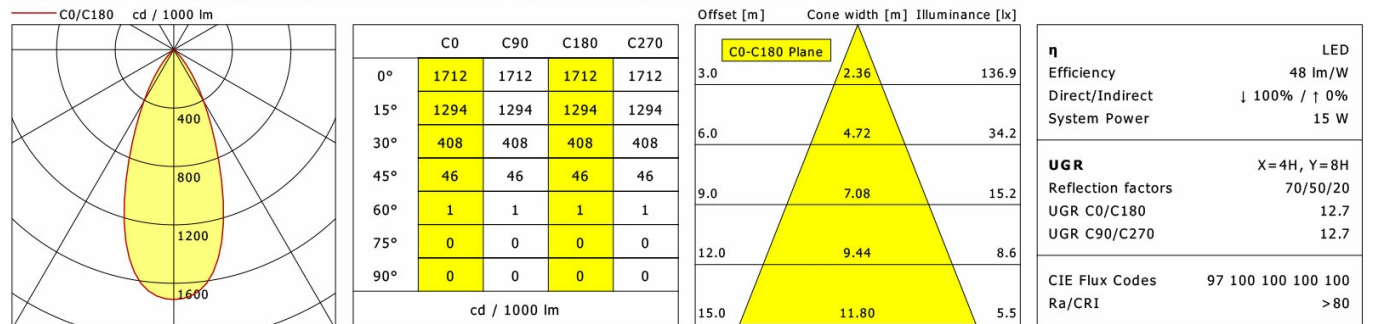 C0/C180 cd / 1000 lm
400
800
1200
1600
C0 C90 C180 C270
0° 1712 1712 1712 1712
15° 1294 1294 1294 1294
30° 408 408 408 408
45° 46 46 46 46
60° 1 1 1 1
75° 0 0 0 0
90° 0 0 0 0
cd / 1000 lm
Offset [m] Cone width [m] Illuminance [lx]
C0-C180 Plane
3.0 2.36 136.9
6.0 4.72 34.2
9.0 7.08 15.2
12.0 9.44 8.6
15.0 11.80 5.5
η LED
Efficiency 48 lm/W
Direct/Indirect ↓ 100% / ↑ 0%
System Power 15 W
UGR X=4H, Y=8H
Reflection factors 70/50/20
UGR C0/C180 12.7
UGR C90/C270 12.7
CIE Flux Codes 97 100 100 100 100
Ra/CRI >80